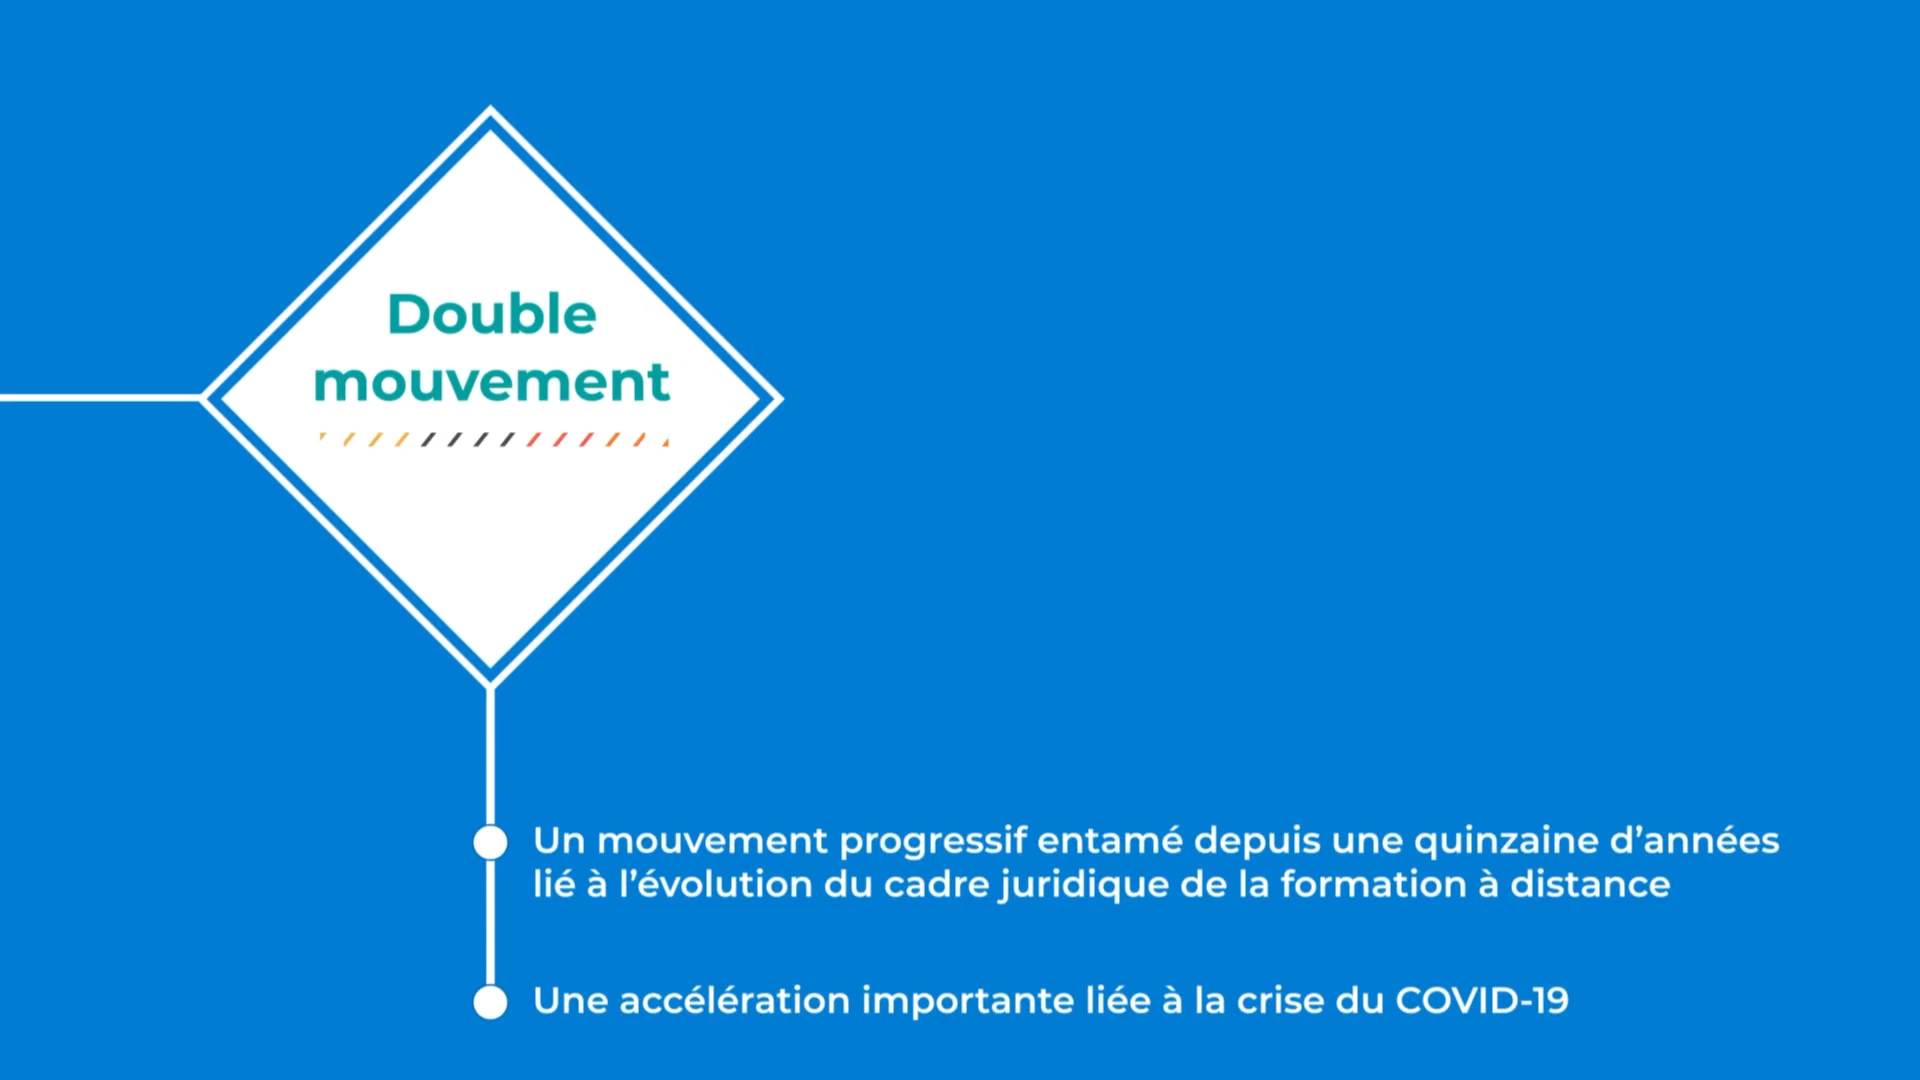 Double
mouvement
Un mouvement progressif entamé depuis une quinzaine d’années
lié à l’évolution du cadre juridique de la formation à distance
Une accélération importante liée à la crise du COVID-19